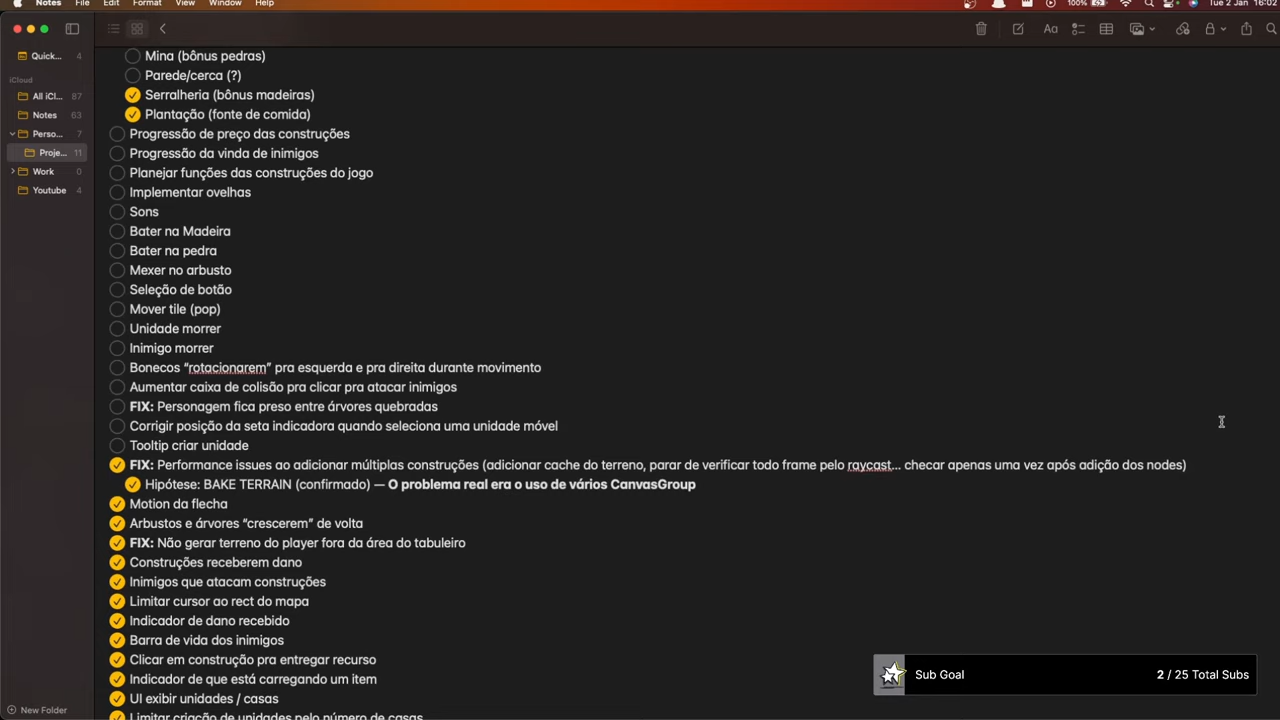 Notes File Edit Format View Window Help 100% Tue 2 Jan 16:02
Quick... 4
iCloud
All iCl... 87
Notes 63
Perso... 7
Proje... 11
Work 0
Youtube 4
New Folder
Mina (bônus pedras)
Parede/cerca (?)
Serralheria (bônus madeiras)
Plantação (fonte de comida)
Progressão de preço das construções
Progressão da vinda de inimigos
Planejar funções das construções do jogo
Implementar ovelhas
Sons
Bater na Madeira
Bater na pedra
Mexer no arbusto
Seleção de botão
Mover tile (pop)
Unidade morrer
Inimigo morrer
Bonecos “rotacionarem” pra esquerda e pra direita durante movimento
Aumentar caixa de colisão pra clicar pra atacar inimigos
FIX: Personagem fica preso entre árvores quebradas
Corrigir posição da seta indicadora quando seleciona uma unidade móvel
Tooltip criar unidade
FIX: Performance issues ao adicionar múltiplas construções (adicionar cache do terreno, parar de verificar todo frame pelo raycast... checar apenas uma vez após adição dos nodes)
Hipótese: BAKE TERRAIN (confirmado) — O problema real era o uso de vários CanvasGroup
Motion da flecha
Arbustos e árvores “crescerem” de volta
FIX: Não gerar terreno do player fora da área do tabuleiro
Construções receberem dano
Inimigos que atacam construções
Limitar cursor ao rect do mapa
Indicador de dano recebido
Barra de vida dos inimigos
Clicar em construção pra entregar recurso
Indicador de que está carregando um item
UI exibir unidades / casas
Limitar criação de unidades pelo número de casas
Sub Goal 2 / 25 Total Subs